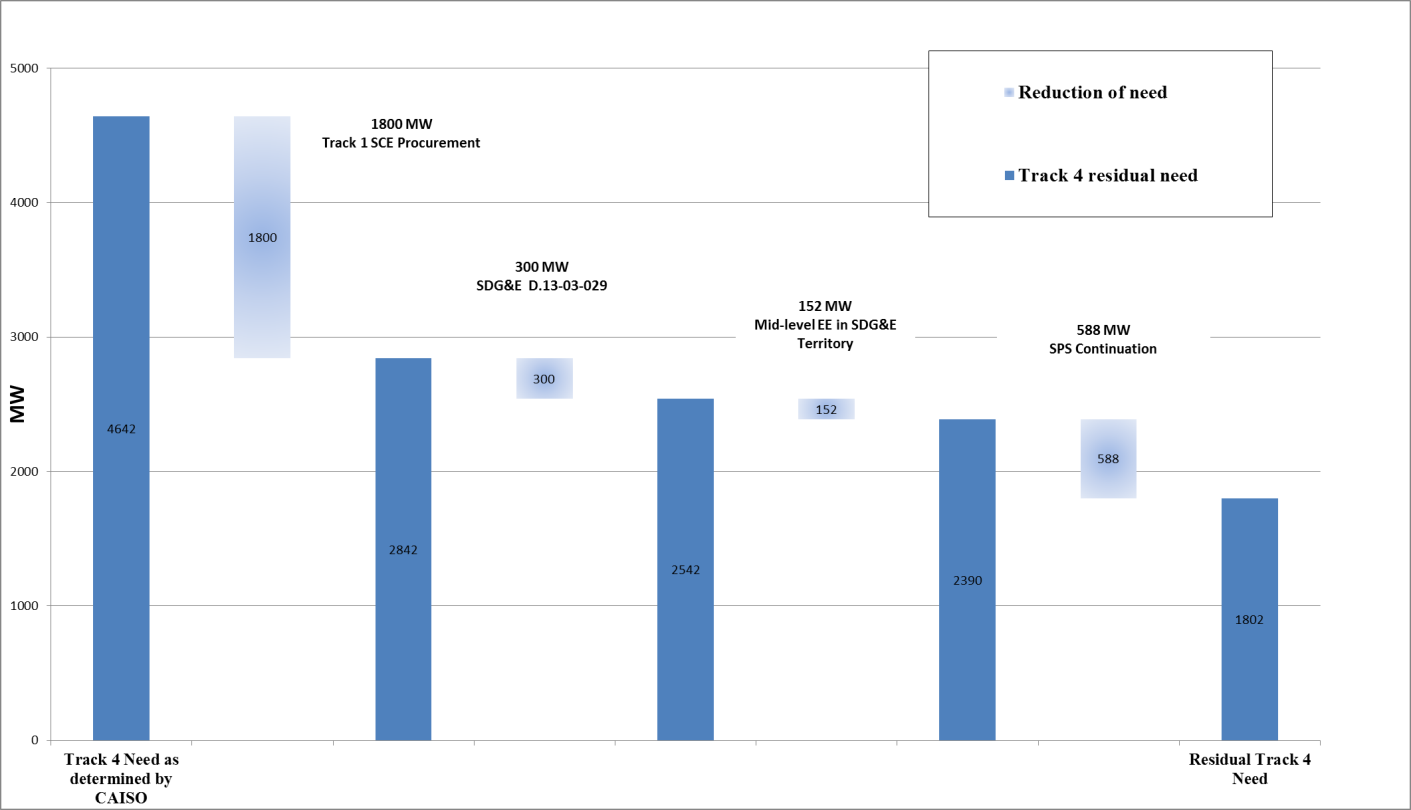 5000
4000
3000
2000
1000
0
MW
Reduction of need
Track 4 residual need
1800 MW
Track 1 SCE Procurement
300 MW
SDG&E D.13-03-029
152 MW
Mid-level EE in SDG&E
Territory
588 MW
SPS Continuation
4642
1800
2842
300
2542
152
2390
588
1802
Track 4 Need as
determined by
CAISO
Residual Track 4
Need